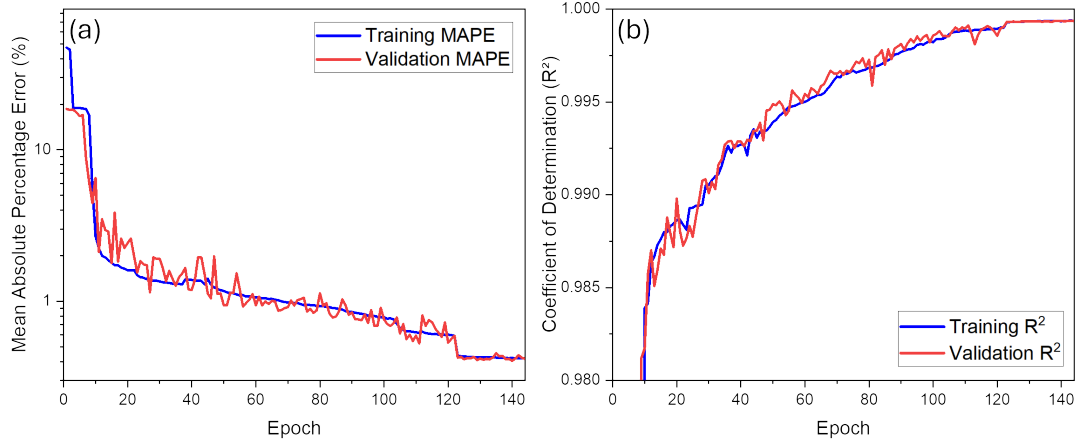 (a)
Training MAPE
Validation MAPE
Mean Absolute Percentage Error (%)
10
1
0 20 40 60 80 100 120 140
Epoch
(b)
1.000
0.995
0.990
0.985
0.980
Coefficient of Determination (R²)
Training R²
Validation R²
0 20 40 60 80 100 120 140
Epoch